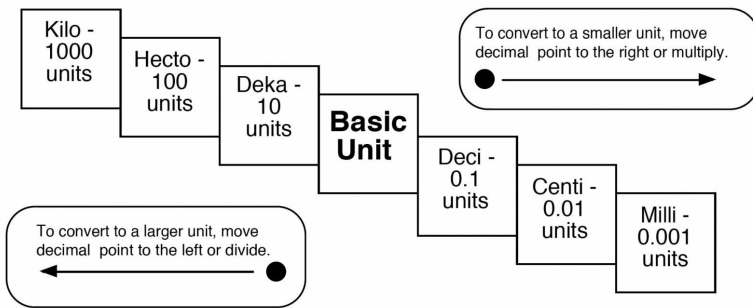 Kilo -
1000
units
Hecto -
100
units
Deka -
10
units
Basic
Unit
Deci -
0.1
units
Centi -
0.01
units
Milli -
0.001
units
To convert to a smaller unit, move
decimal point to the right or multiply.
To convert to a larger unit, move
decimal point to the left or divide.